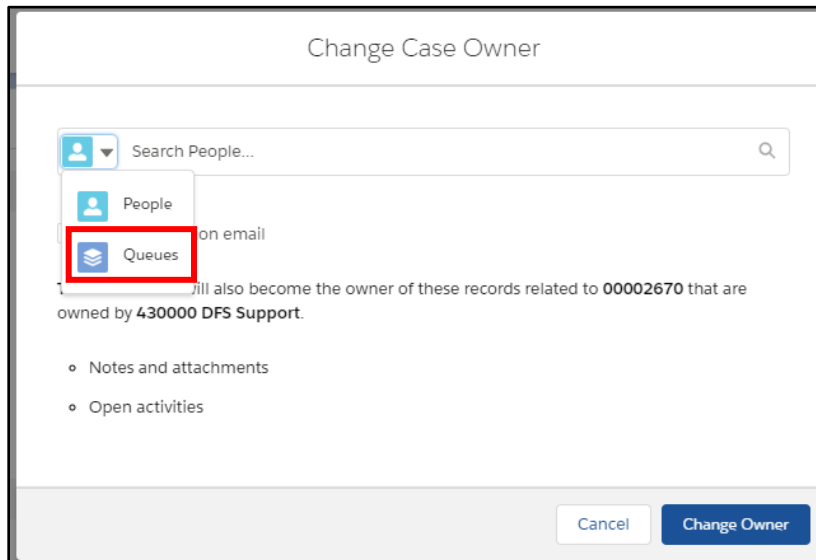 Change Case Owner
Search People...
People
on email
Queues
will also become the owner of these records related to 00002670 that are
owned by 430000 DFS Support.
Notes and attachments
Open activities
Cancel
Change Owner